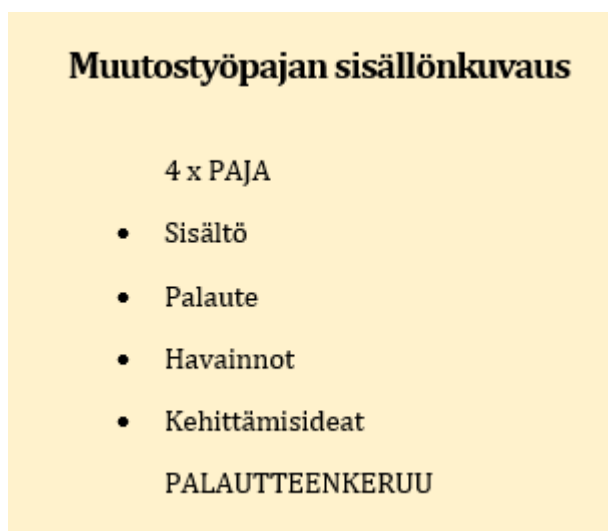 Muutostyöpajan sisällönkuvaus
4 x PAJA
• Sisältö
• Palaute
• Havainnot
• Kehittämisideat
PALAUTTEENKERUU